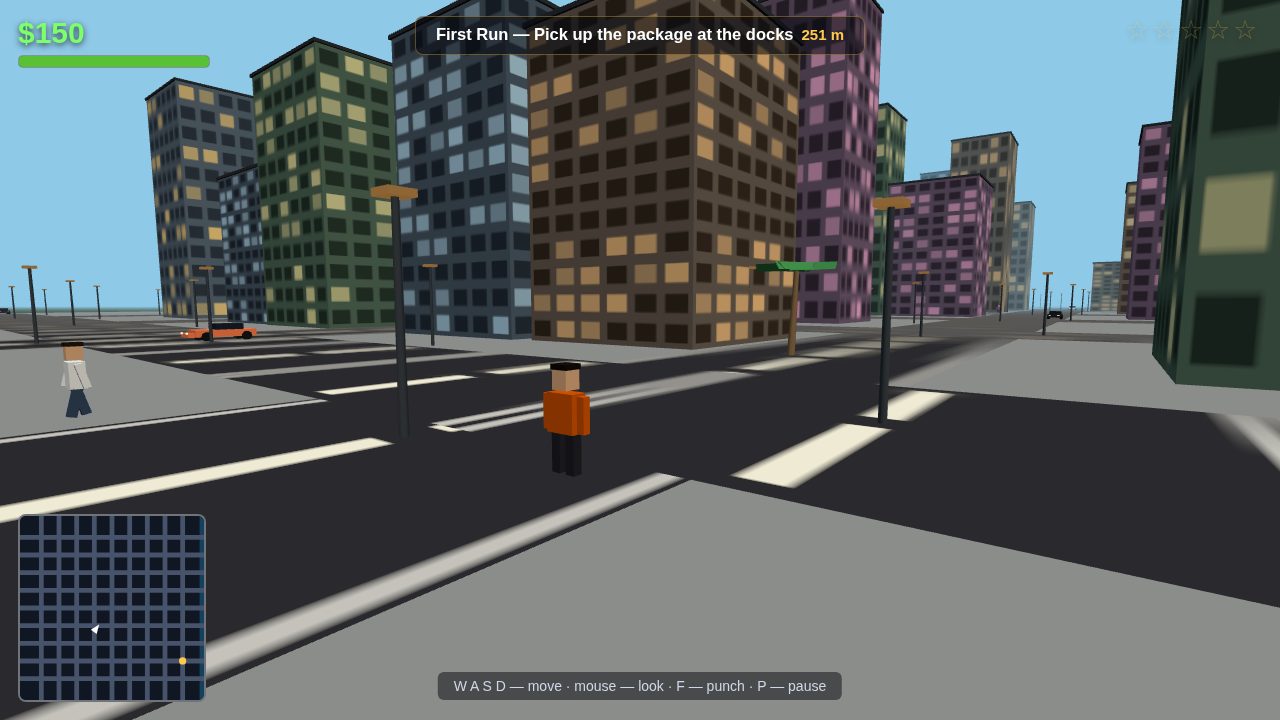 $150
First Run — Pick up the package at the docks 251 m
W A S D — move · mouse — look · F — punch · P — pause